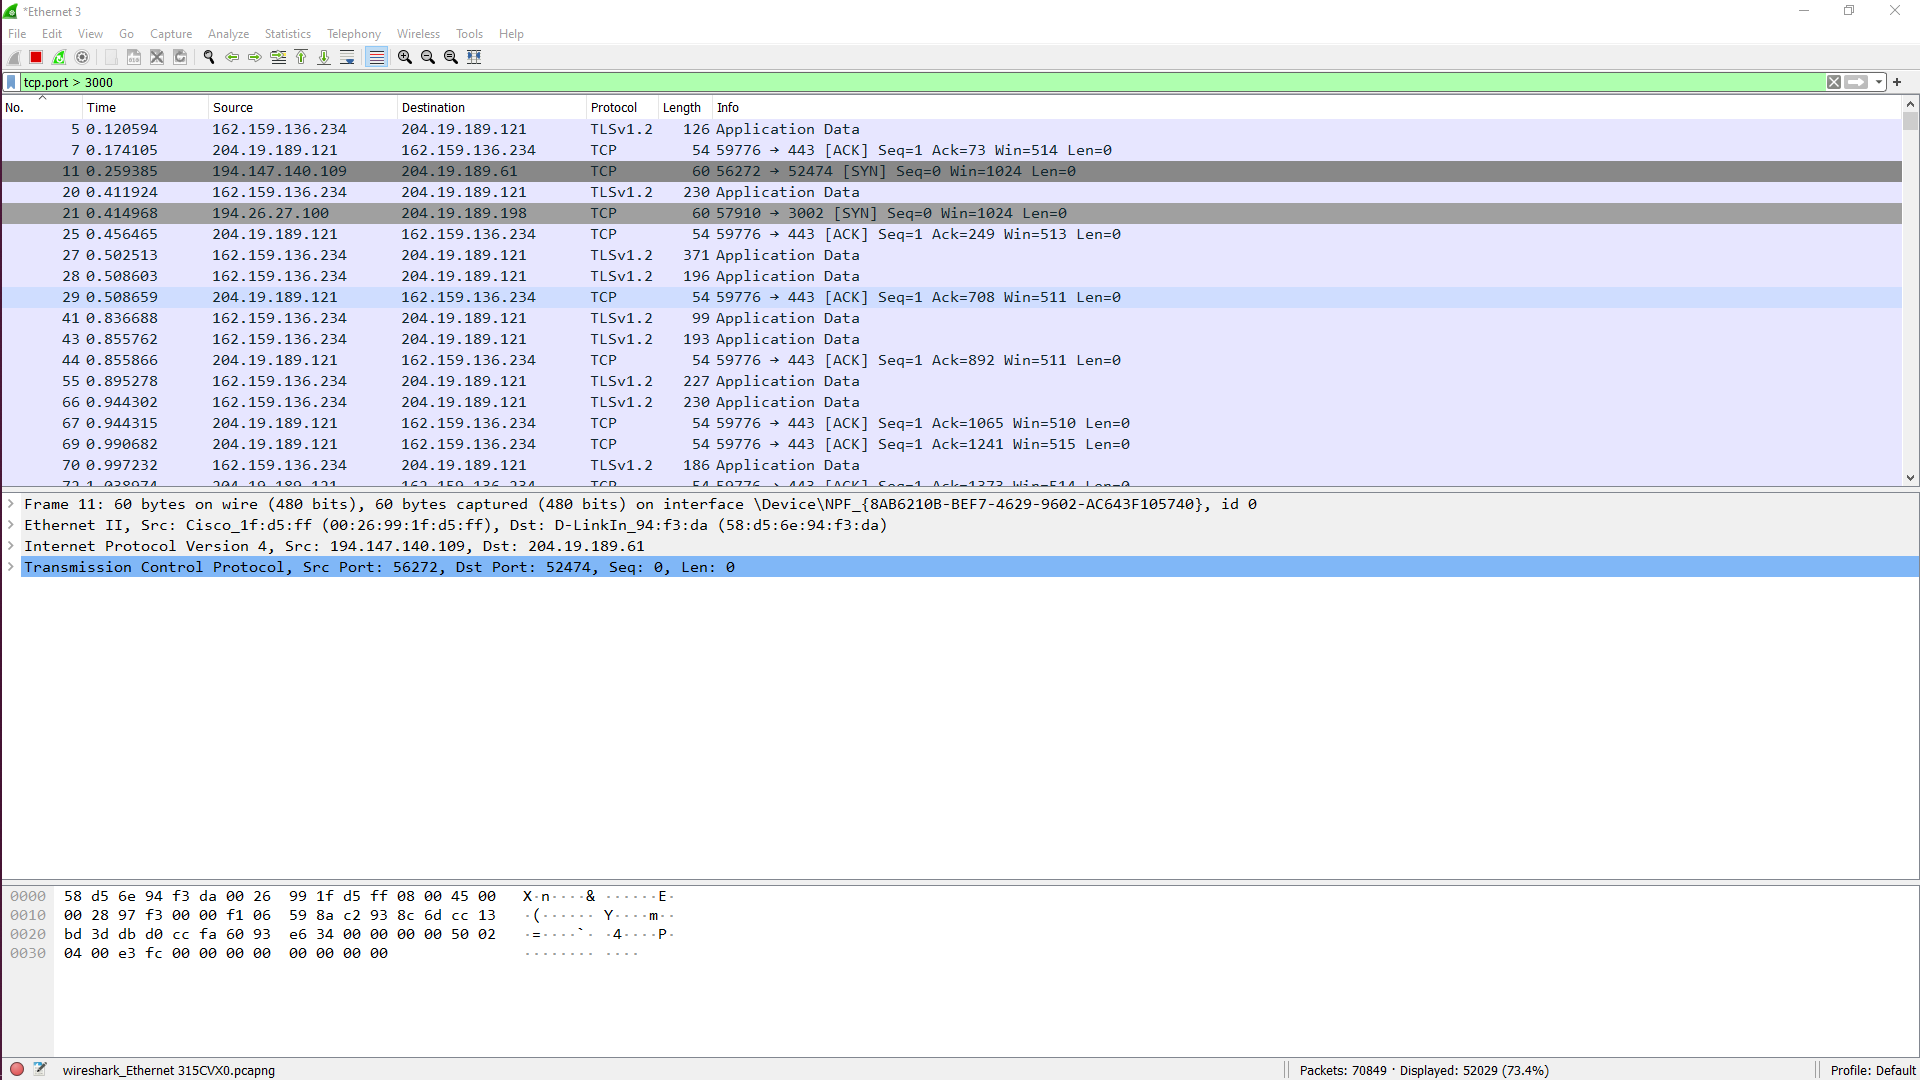 *Ethernet 3
File Edit View Go Capture Analyze Statistics Telephony Wireless Tools Help
tcp.port > 3000
No. Time Source Destination Protocol Length Info
5 0.120594 162.159.136.234 204.19.189.121 TLSv1.2 126 Application Data
7 0.174105 204.19.189.121 162.159.136.234 TCP 54 59776 → 443 [ACK] Seq=1 Ack=73 Win=514 Len=0
11 0.259385 194.147.140.109 204.19.189.61 TCP 60 56272 → 52474 [SYN] Seq=0 Win=1024 Len=0
20 0.411924 162.159.136.234 204.19.189.121 TLSv1.2 230 Application Data
21 0.414968 194.26.27.100 204.19.189.198 TCP 60 57910 → 3002 [SYN] Seq=0 Win=1024 Len=0
25 0.456465 204.19.189.121 162.159.136.234 TCP 54 59776 → 443 [ACK] Seq=1 Ack=249 Win=513 Len=0
27 0.502513 162.159.136.234 204.19.189.121 TLSv1.2 371 Application Data
28 0.508603 162.159.136.234 204.19.189.121 TLSv1.2 196 Application Data
29 0.508659 204.19.189.121 162.159.136.234 TCP 54 59776 → 443 [ACK] Seq=1 Ack=708 Win=511 Len=0
41 0.836688 162.159.136.234 204.19.189.121 TLSv1.2 99 Application Data
43 0.855762 162.159.136.234 204.19.189.121 TLSv1.2 193 Application Data
44 0.855866 204.19.189.121 162.159.136.234 TCP 54 59776 → 443 [ACK] Seq=1 Ack=892 Win=511 Len=0
55 0.895278 162.159.136.234 204.19.189.121 TLSv1.2 227 Application Data
66 0.944302 162.159.136.234 204.19.189.121 TLSv1.2 230 Application Data
67 0.944315 204.19.189.121 162.159.136.234 TCP 54 59776 → 443 [ACK] Seq=1 Ack=1065 Win=510 Len=0
69 0.990682 204.19.189.121 162.159.136.234 TCP 54 59776 → 443 [ACK] Seq=1 Ack=1241 Win=515 Len=0
70 0.997232 162.159.136.234 204.19.189.121 TLSv1.2 186 Application Data
72 1.038974 204.19.189.121 162.159.136.234 TCP 54 59776 → 443 [ACK] Seq=1 Ack=1373 Win=514 Len=0
Frame 11: 60 bytes on wire (480 bits), 60 bytes captured (480 bits) on interface \Device\NPF_{8AB6210B-BEF7-4629-9602-AC643F105740}, id 0
Ethernet II, Src: Cisco_1f:d5:ff (00:26:99:1f:d5:ff), Dst: D-LinkIn_94:f3:da (58:d5:6e:94:f3:da)
Internet Protocol Version 4, Src: 194.147.140.109, Dst: 204.19.189.61
Transmission Control Protocol, Src Port: 56272, Dst Port: 52474, Seq: 0, Len: 0
0000 58 d5 6e 94 f3 da 00 26 99 1f d5 ff 08 00 45 00 X·n····& ······E·
0010 00 28 97 f3 00 00 f1 06 59 8a c2 93 8c 6d cc 13 ·(······ Y····m··
0020 bd 3d db d0 cc fa 60 93 e6 34 00 00 00 00 50 02 ·=····`· ·4····P·
0030 04 00 e3 fc 00 00 00 00 00 00 00 00 ········ ····
wireshark_Ethernet 315CVX0.pcapng Packets: 70849 · Displayed: 52029 (73.4%) Profile: Default